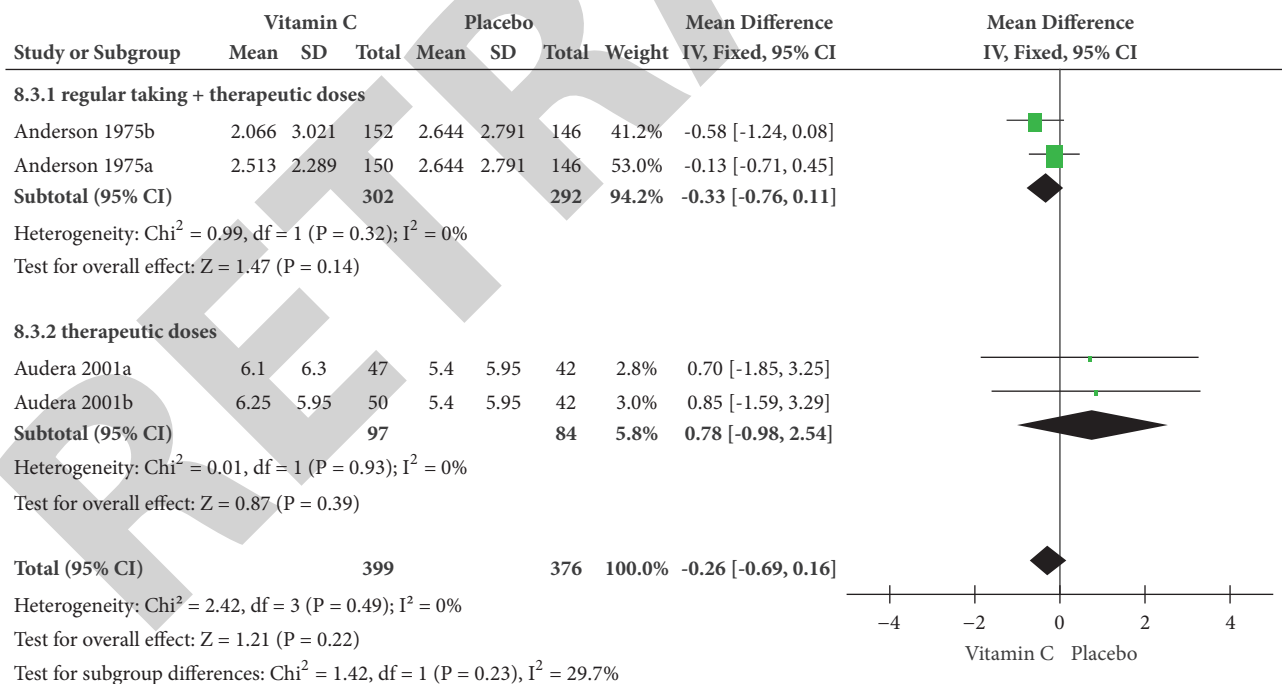 Vitamin C Placebo Mean Difference Mean Difference
Study or Subgroup Mean SD Total Mean SD Total Weight IV, Fixed, 95% CI IV, Fixed, 95% CI
8.3.1 regular taking + therapeutic doses
Anderson 1975b 2.066 3.021 152 2.644 2.791 146 41.2% -0.58 [-1.24, 0.08]
Anderson 1975a 2.513 2.289 150 2.644 2.791 146 53.0% -0.13 [-0.71, 0.45]
Subtotal (95% CI) 302 292 94.2% -0.33 [-0.76, 0.11]
Heterogeneity: Chi² = 0.99, df = 1 (P = 0.32); I² = 0%
Test for overall effect: Z = 1.47 (P = 0.14)
8.3.2 therapeutic doses
Audera 2001a 6.1 6.3 47 5.4 5.95 42 2.8% 0.70 [-1.85, 3.25]
Audera 2001b 6.25 5.95 50 5.4 5.95 42 3.0% 0.85 [-1.59, 3.29]
Subtotal (95% CI) 97 84 5.8% 0.78 [-0.98, 2.54]
Heterogeneity: Chi² = 0.01, df = 1 (P = 0.93); I² = 0%
Test for overall effect: Z = 0.87 (P = 0.39)
Total (95% CI) 399 376 100.0% -0.26 [-0.69, 0.16]
Heterogeneity: Chi² = 2.42, df = 3 (P = 0.49); I² = 0%
Test for overall effect: Z = 1.21 (P = 0.22)
Test for subgroup differences: Chi² = 1.42, df = 1 (P = 0.23), I² = 29.7%
−4 −2 0 2 4
Vitamin C Placebo
RETRA